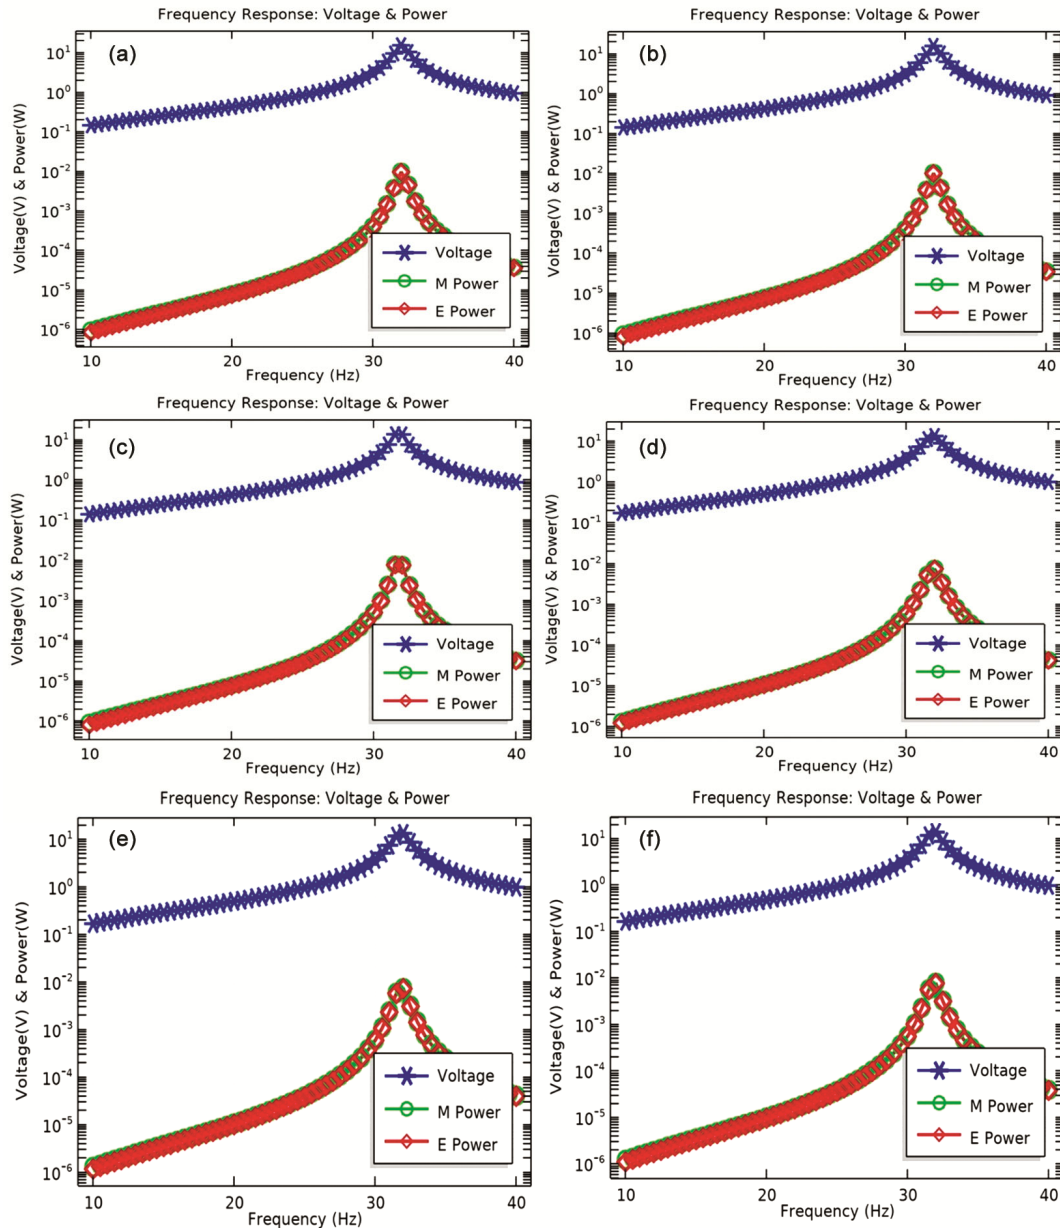 Frequency Response: Voltage & Power
(a)
Voltage(V) & Power(W)
10¹
10⁰
10⁻¹
10⁻²
10⁻³
10⁻⁴
10⁻⁵
10⁻⁶
Voltage
M Power
E Power
10 20 30 40
Frequency (Hz)
Frequency Response: Voltage & Power
(b)
Voltage(V) & Power(W)
10¹
10⁰
10⁻¹
10⁻²
10⁻³
10⁻⁴
10⁻⁵
10⁻⁶
Voltage
M Power
E Power
10 20 30 40
Frequency (Hz)
Frequency Response: Voltage & Power
(c)
Voltage(V) & Power(W)
10¹
10⁰
10⁻¹
10⁻²
10⁻³
10⁻⁴
10⁻⁵
10⁻⁶
Voltage
M Power
E Power
10 20 30 40
Frequency (Hz)
Frequency Response: Voltage & Power
(d)
Voltage(V) & Power(W)
10¹
10⁰
10⁻¹
10⁻²
10⁻³
10⁻⁴
10⁻⁵
10⁻⁶
Voltage
M Power
E Power
10 20 30 40
Frequency (Hz)
Frequency Response: Voltage & Power
(e)
Voltage(V) & Power(W)
10¹
10⁰
10⁻¹
10⁻²
10⁻³
10⁻⁴
10⁻⁵
10⁻⁶
Voltage
M Power
E Power
10 20 30 40
Frequency (Hz)
Frequency Response: Voltage & Power
(f)
Voltage(V) & Power(W)
10¹
10⁰
10⁻¹
10⁻²
10⁻³
10⁻⁴
10⁻⁵
10⁻⁶
Voltage
M Power
E Power
10 20 30 40
Frequency (Hz)